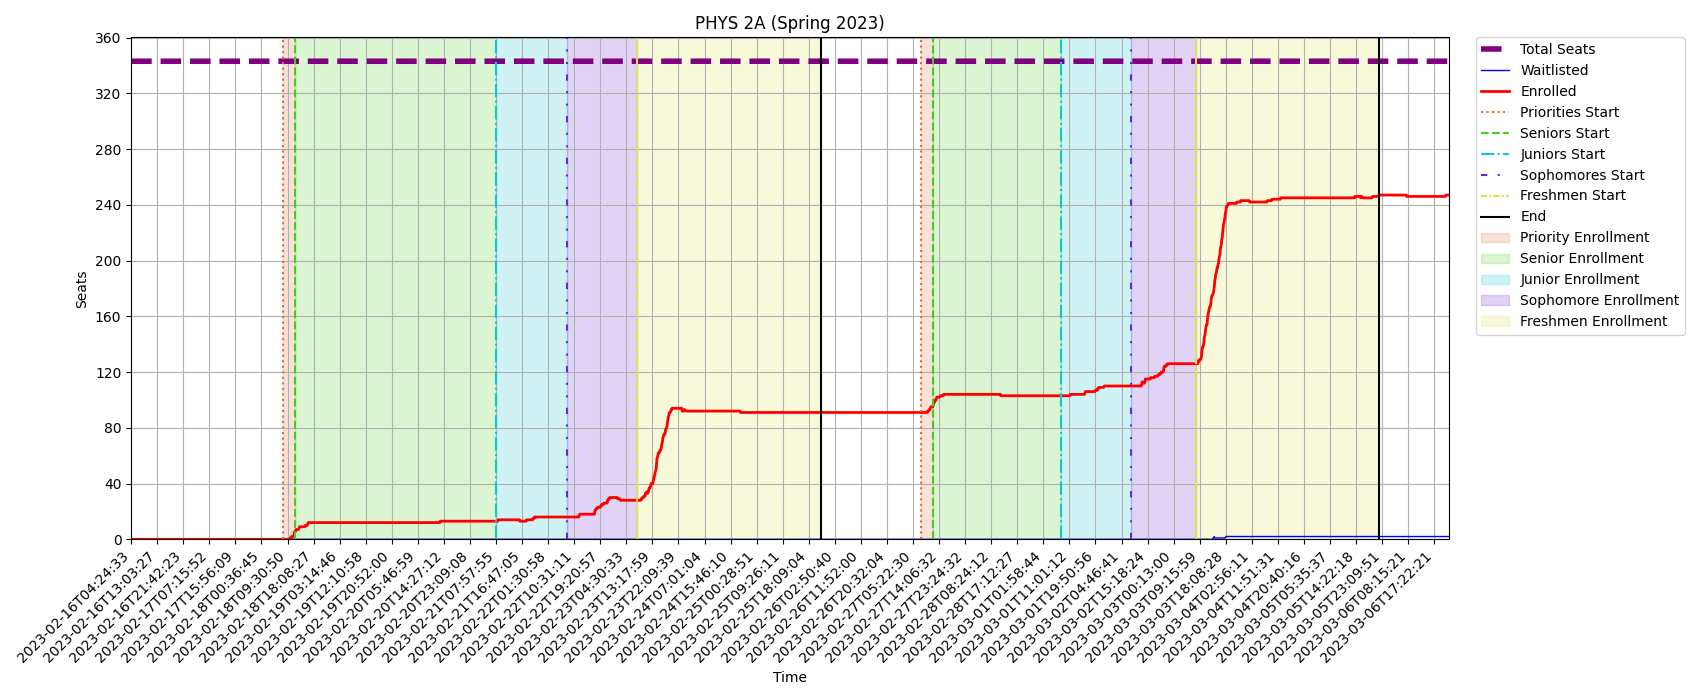 PHYS 2A (Spring 2023)
360
320
280
240
200
160
120
80
40
0
Seats
2023-02-16T04:24:33
2023-02-16T13:03:27
2023-02-16T21:42:23
2023-02-17T07:15:52
2023-02-17T15:56:09
2023-02-18T00:36:45
2023-02-18T09:30:50
2023-02-18T18:08:27
2023-02-19T03:14:46
2023-02-19T12:10:58
2023-02-19T20:52:00
2023-02-20T05:46:59
2023-02-20T14:27:12
2023-02-20T23:09:08
2023-02-21T07:57:55
2023-02-21T16:47:05
2023-02-22T01:30:58
2023-02-22T10:31:11
2023-02-22T19:20:57
2023-02-23T04:30:33
2023-02-23T13:17:59
2023-02-23T22:09:39
2023-02-24T07:01:04
2023-02-24T15:46:10
2023-02-25T00:28:51
2023-02-25T09:26:11
2023-02-25T18:09:04
2023-02-26T02:50:40
2023-02-26T11:52:00
2023-02-26T20:32:04
2023-02-27T05:22:30
2023-02-27T14:06:32
2023-02-27T23:24:32
2023-02-28T08:24:12
2023-02-28T17:12:27
2023-03-01T01:58:44
2023-03-01T11:01:12
2023-03-01T19:50:56
2023-03-02T04:46:41
2023-03-02T15:18:24
2023-03-03T00:13:00
2023-03-03T09:15:59
2023-03-03T18:08:28
2023-03-04T02:56:11
2023-03-04T11:51:31
2023-03-04T20:40:16
2023-03-05T05:35:37
2023-03-05T14:22:18
2023-03-05T23:09:51
2023-03-06T08:15:21
2023-03-06T17:22:21
Time
Total Seats
Waitlisted
Enrolled
Priorities Start
Seniors Start
Juniors Start
Sophomores Start
Freshmen Start
End
Priority Enrollment
Senior Enrollment
Junior Enrollment
Sophomore Enrollment
Freshmen Enrollment